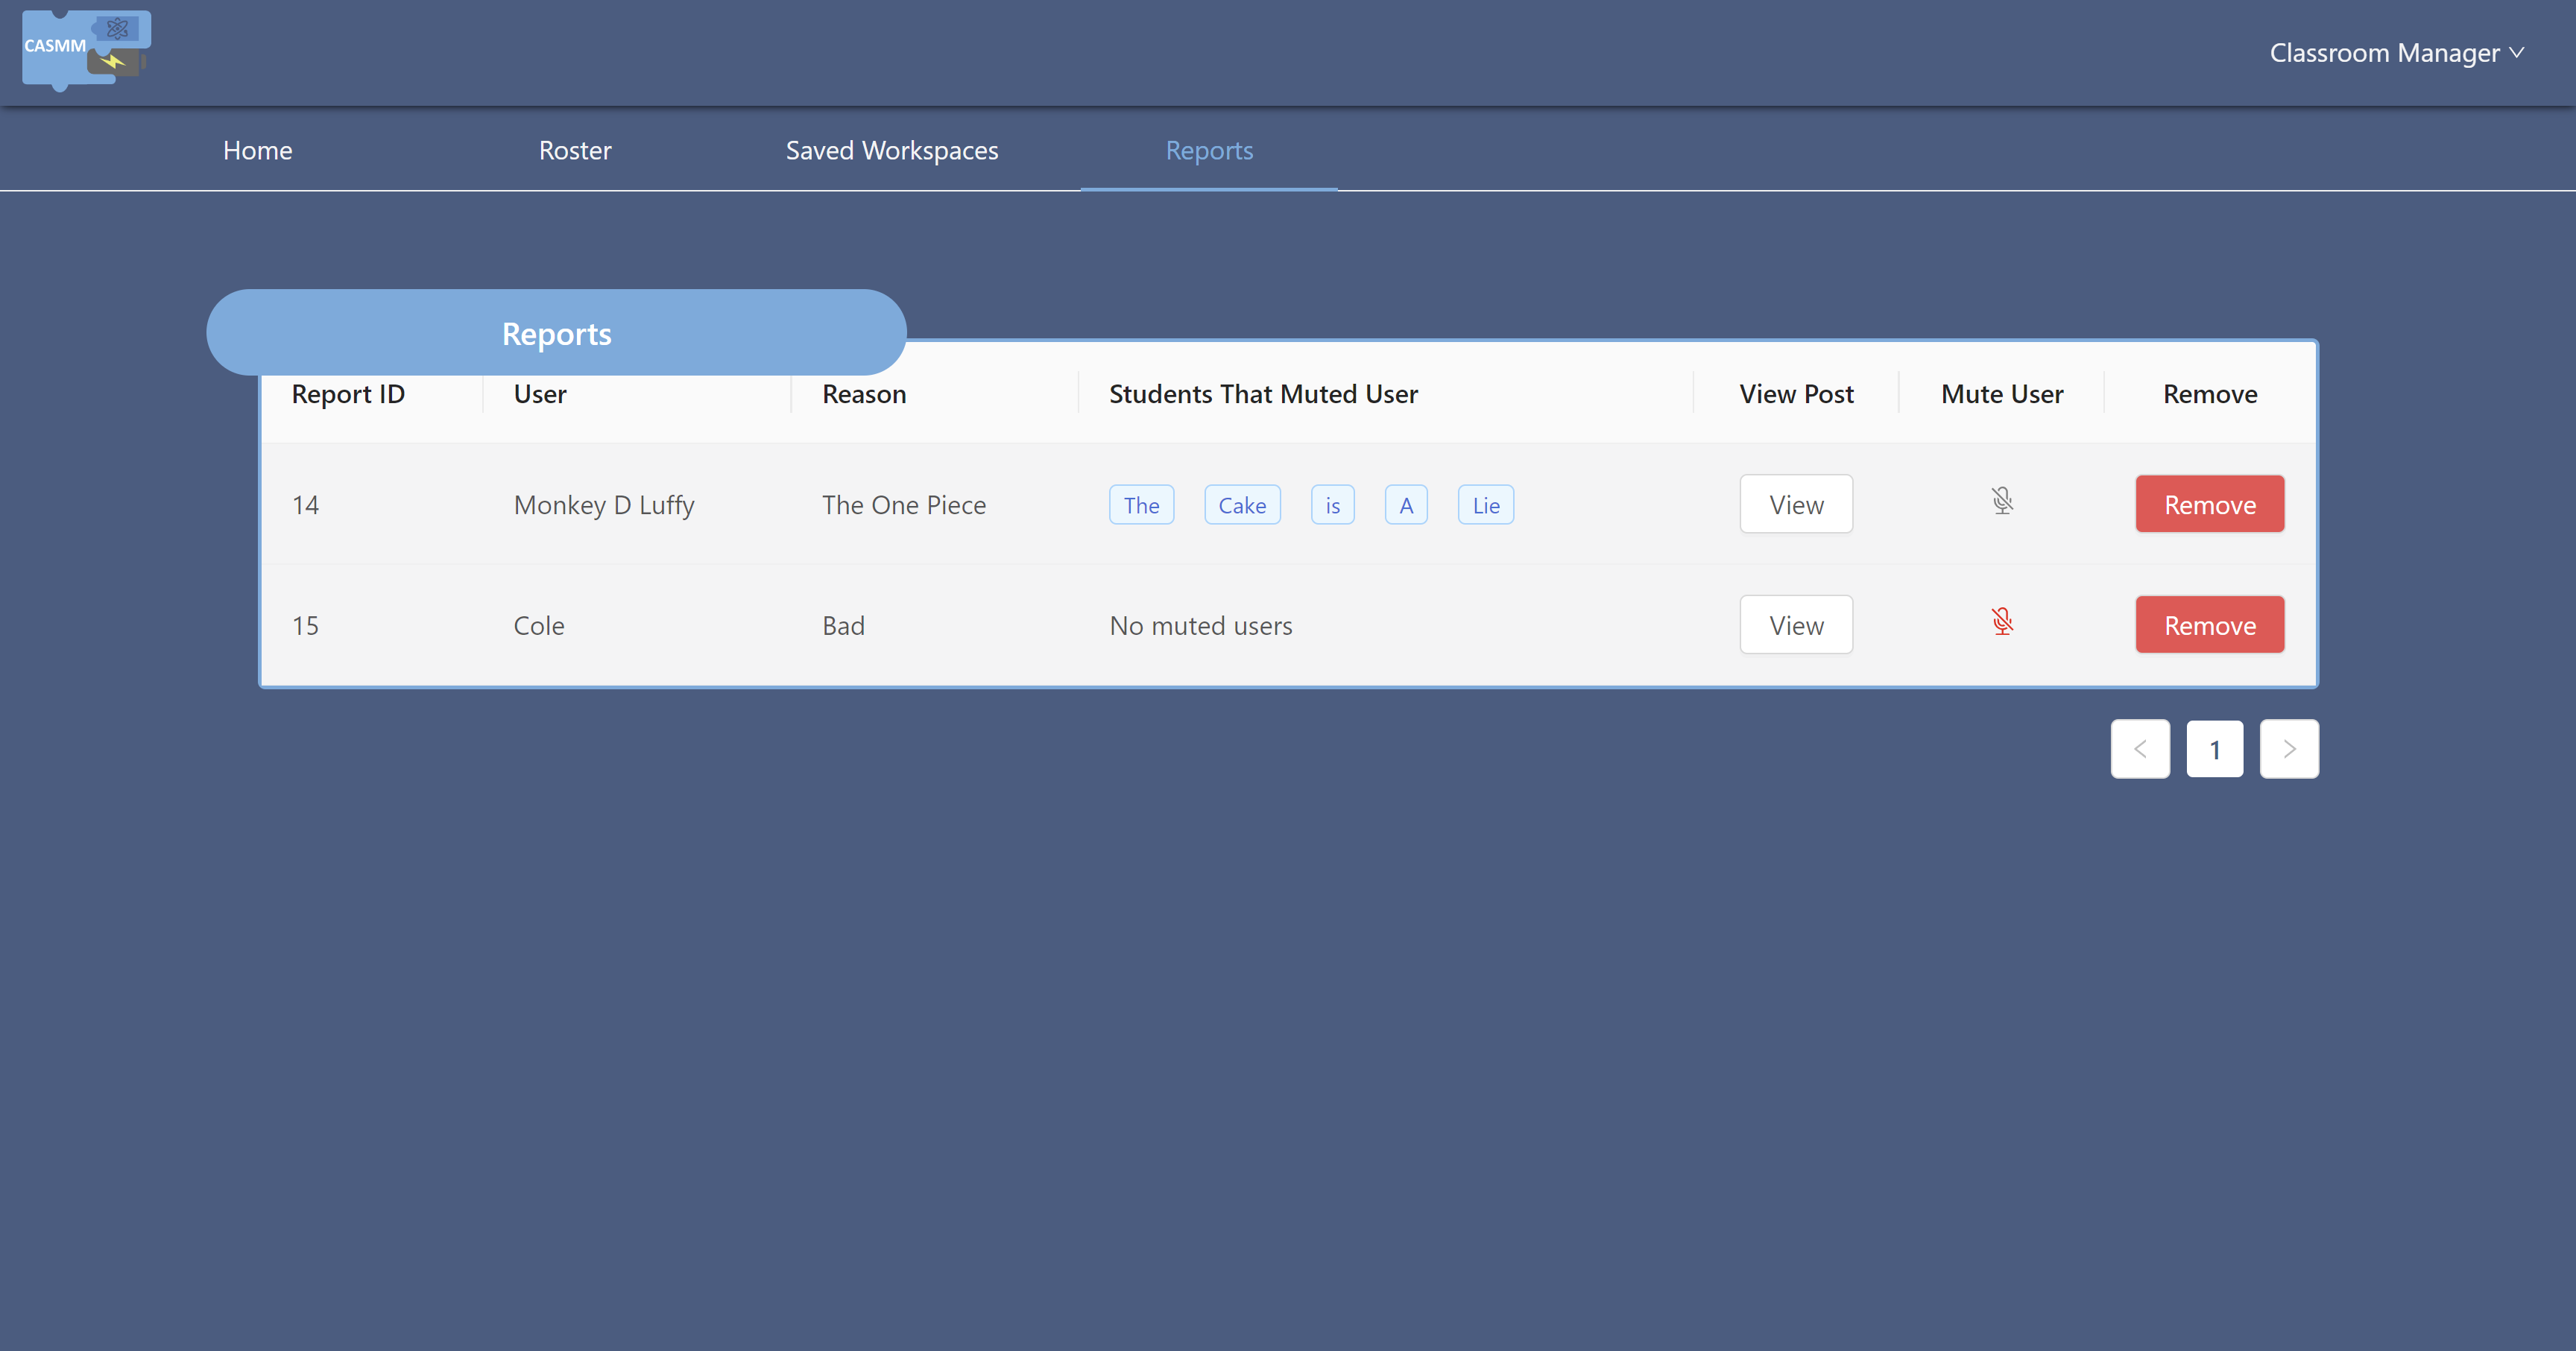 CASMM
Classroom Manager
Home Roster Saved Workspaces Reports
Reports
Report ID User Reason Students That Muted User View Post Mute User Remove
14 Monkey D Luffy The One Piece The Cake is A Lie View Remove
15 Cole Bad No muted users View Remove
1